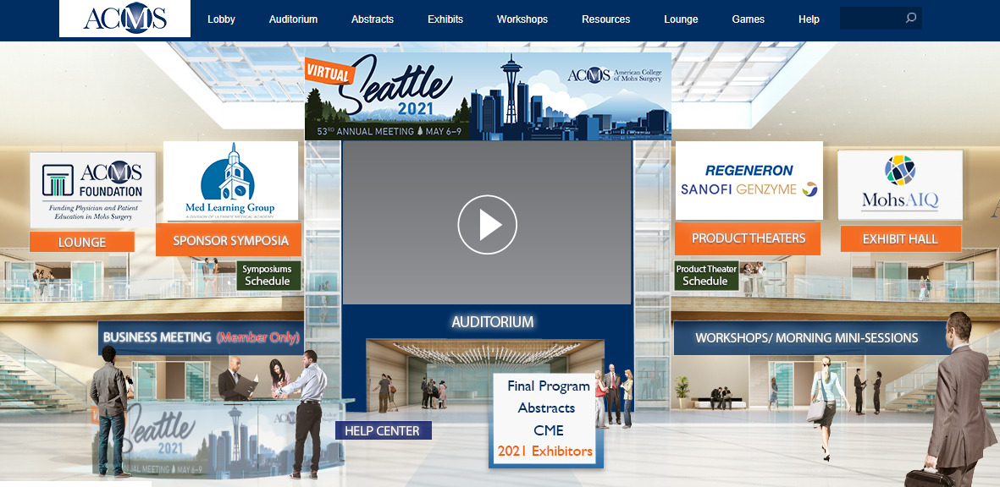 ACMS
Lobby
Auditorium
Abstracts
Exhibits
Workshops
Resources
Lounge
Games
Help
VIRTUAL
Seattle
2021
53RD ANNUAL MEETING MAY 6–9
ACMS
American College
of Mohs Surgery
ACMS
FOUNDATION
Funding Physician and Patient
Education in Mohs Surgery
LOUNGE
Med Learning Group
A DIVISION OF ULTIMATE MEDICAL ACADEMY
SPONSOR SYMPOSIA
Symposiums
Schedule
REGENERON
SANOFI GENZYME
PRODUCT THEATERS
Product Theater
Schedule
MohsAIQ
EXHIBIT HALL
BUSINESS MEETING (Member Only)
AUDITORIUM
WORKSHOPS/ MORNING MINI-SESSIONS
Final Program
Abstracts
CME
2021 Exhibitors
HELP CENTER
Seattle
2021
ANNUAL MEETING MAY 6–9